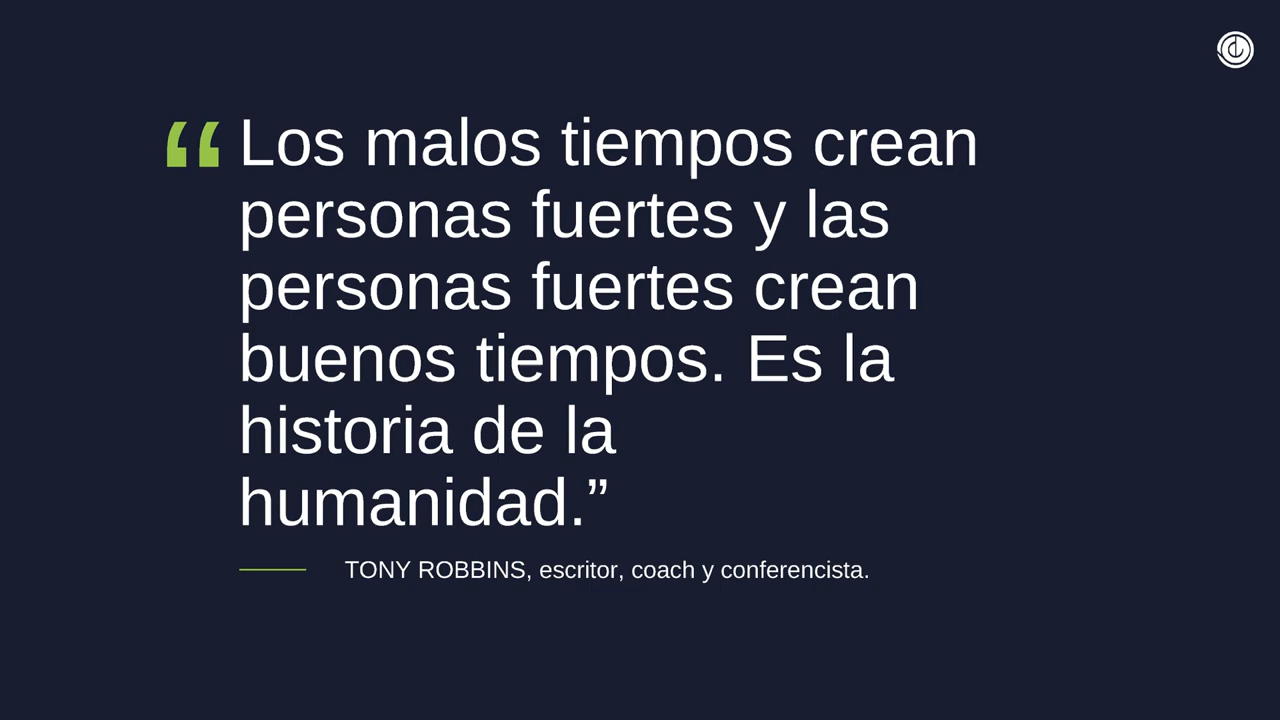 “Los malos tiempos crean
personas fuertes y las
personas fuertes crean
buenos tiempos. Es la
historia de la
humanidad.”
TONY ROBBINS, escritor, coach y conferencista.